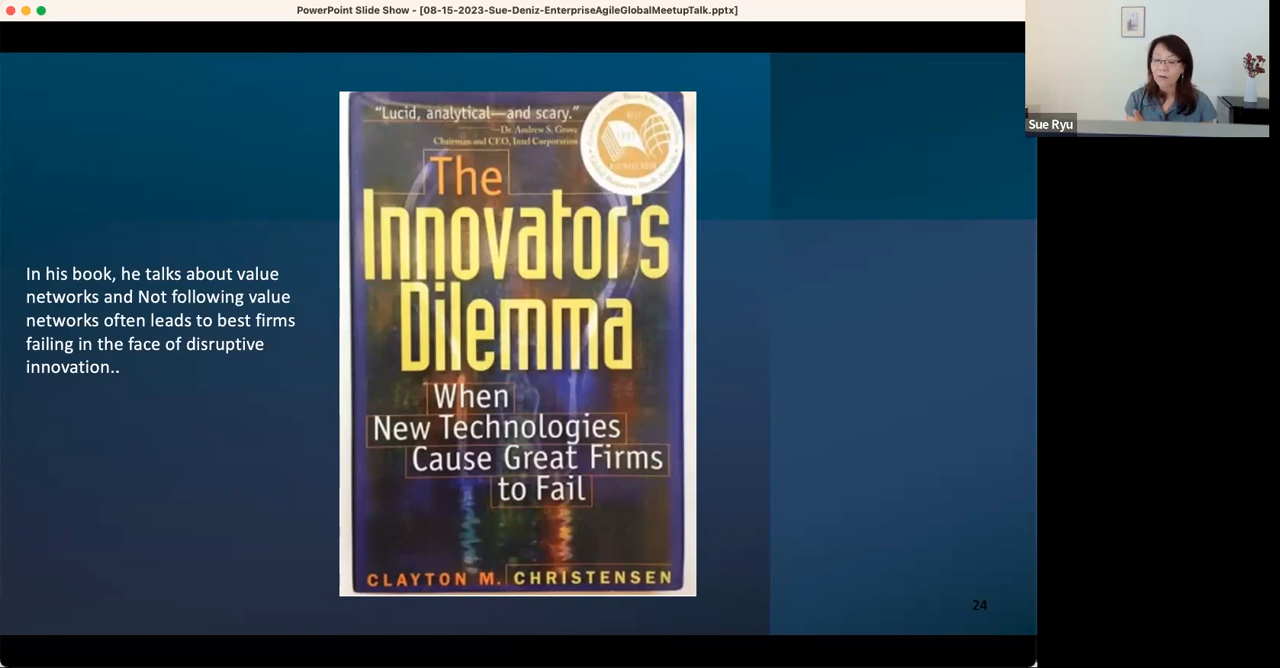 PowerPoint Slide Show - [08-15-2023-Sue-Deniz-EnterpriseAgileGlobalMeetupTalk.pptx]
Sue Ryu
In his book, he talks about value
networks and Not following value
networks often leads to best firms
failing in the face of disruptive
innovation..
"Lucid, analytical—and scary."
—Dr. Andrew S. Grove
Chairman and CEO, Intel Corporation
The
Innovator's
Dilemma
When
New Technologies
Cause Great Firms
to Fail
CLAYTON M. CHRISTENSEN
24